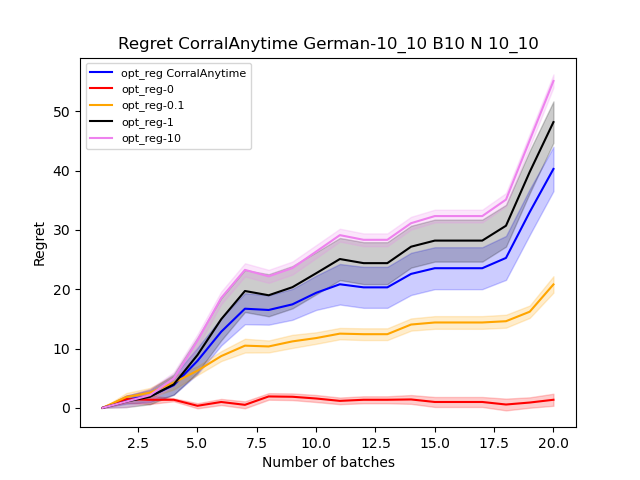 Regret CorralAnytime German-10_10 B10 N 10_10
opt_reg CorralAnytime
opt_reg-0
opt_reg-0.1
opt_reg-1
opt_reg-10
Regret
50
40
30
20
10
0
2.5 5.0 7.5 10.0 12.5 15.0 17.5 20.0
Number of batches